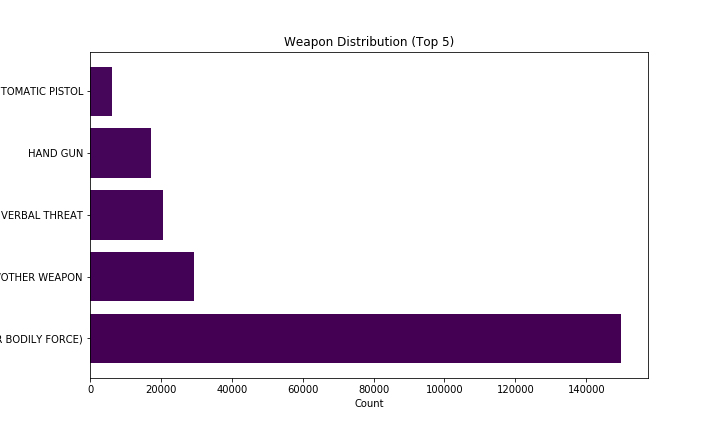 Weapon Distribution (Top 5)
TOMATIC PISTOL
HAND GUN
VERBAL THREAT
OTHER WEAPON
R BODILY FORCE)
0 20000 40000 60000 80000 100000 120000 140000
Count